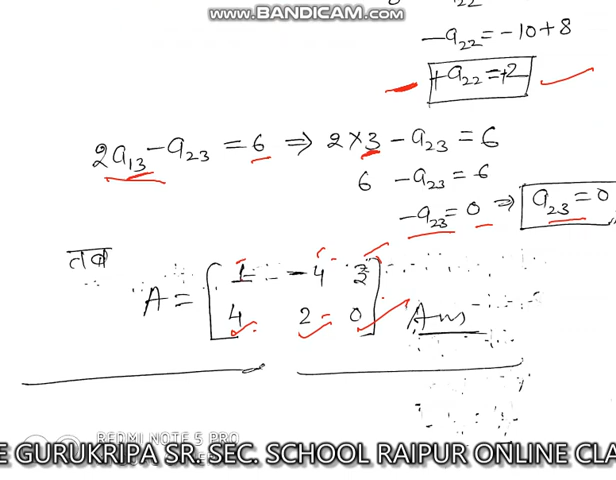 www.BANDICAM.com
-a₂₂ = -10+8
+a₂₂ = +2
2a₁₃ - a₂₃ = 6 ⇒ 2 × 3 - a₂₃ = 6
6 - a₂₃ = 6
-a₂₃ = 0 ⇒ a₂₃ = 0
तब
A = [ 1 -4 3
4 2 0 ] Ans
REDMI NOTE 5 PRO
E GURUKRIPA SR. SEC. SCHOOL RAIPUR ONLINE CLA